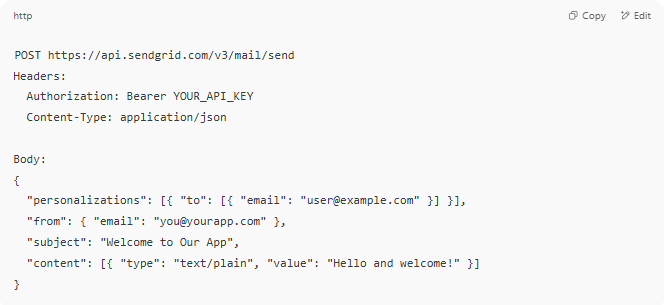 http
Copy
Edit
POST https://api.sendgrid.com/v3/mail/send
Headers:
  Authorization: Bearer YOUR_API_KEY
  Content-Type: application/json

Body:
{
  "personalizations": [{ "to": [{ "email": "user@example.com" }] }],
  "from": { "email": "you@yourapp.com" },
  "subject": "Welcome to Our App",
  "content": [{ "type": "text/plain", "value": "Hello and welcome!" }]
}